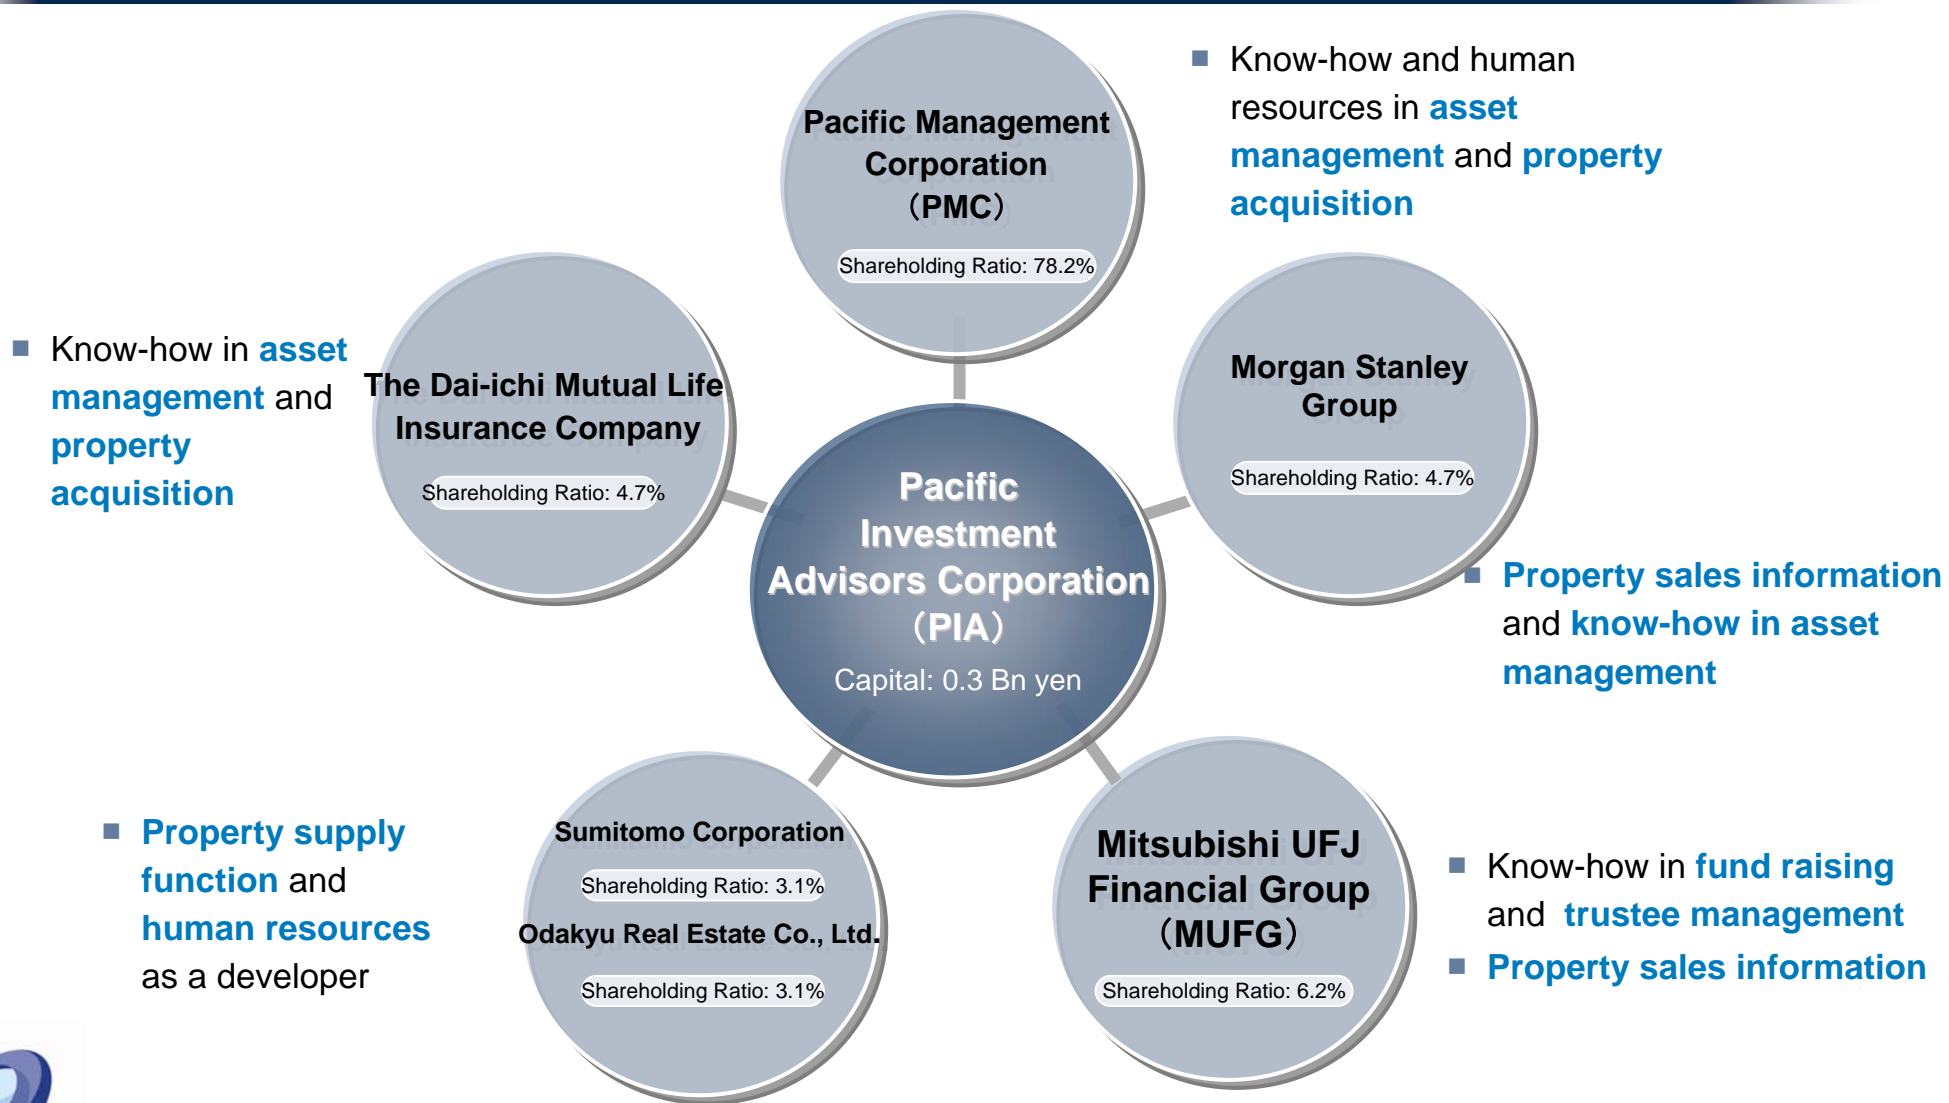 Pacific Management
Corporation
（PMC）
Shareholding Ratio: 78.2%
Know-how and human
resources in asset
management and property
acquisition
Know-how in asset
management and
property
acquisition
The Dai-ichi Mutual Life
Insurance Company
Shareholding Ratio: 4.7%
Morgan Stanley
Group
Shareholding Ratio: 4.7%
Property sales information
and know-how in asset
management
Pacific
Investment
Advisors Corporation
（PIA）
Capital: 0.3 Bn yen
Property supply
function and
human resources
as a developer
Sumitomo Corporation
Shareholding Ratio: 3.1%
Odakyu Real Estate Co., Ltd.
Shareholding Ratio: 3.1%
Mitsubishi UFJ
Financial Group
（MUFG）
Shareholding Ratio: 6.2%
Know-how in fund raising
and trustee management
Property sales information